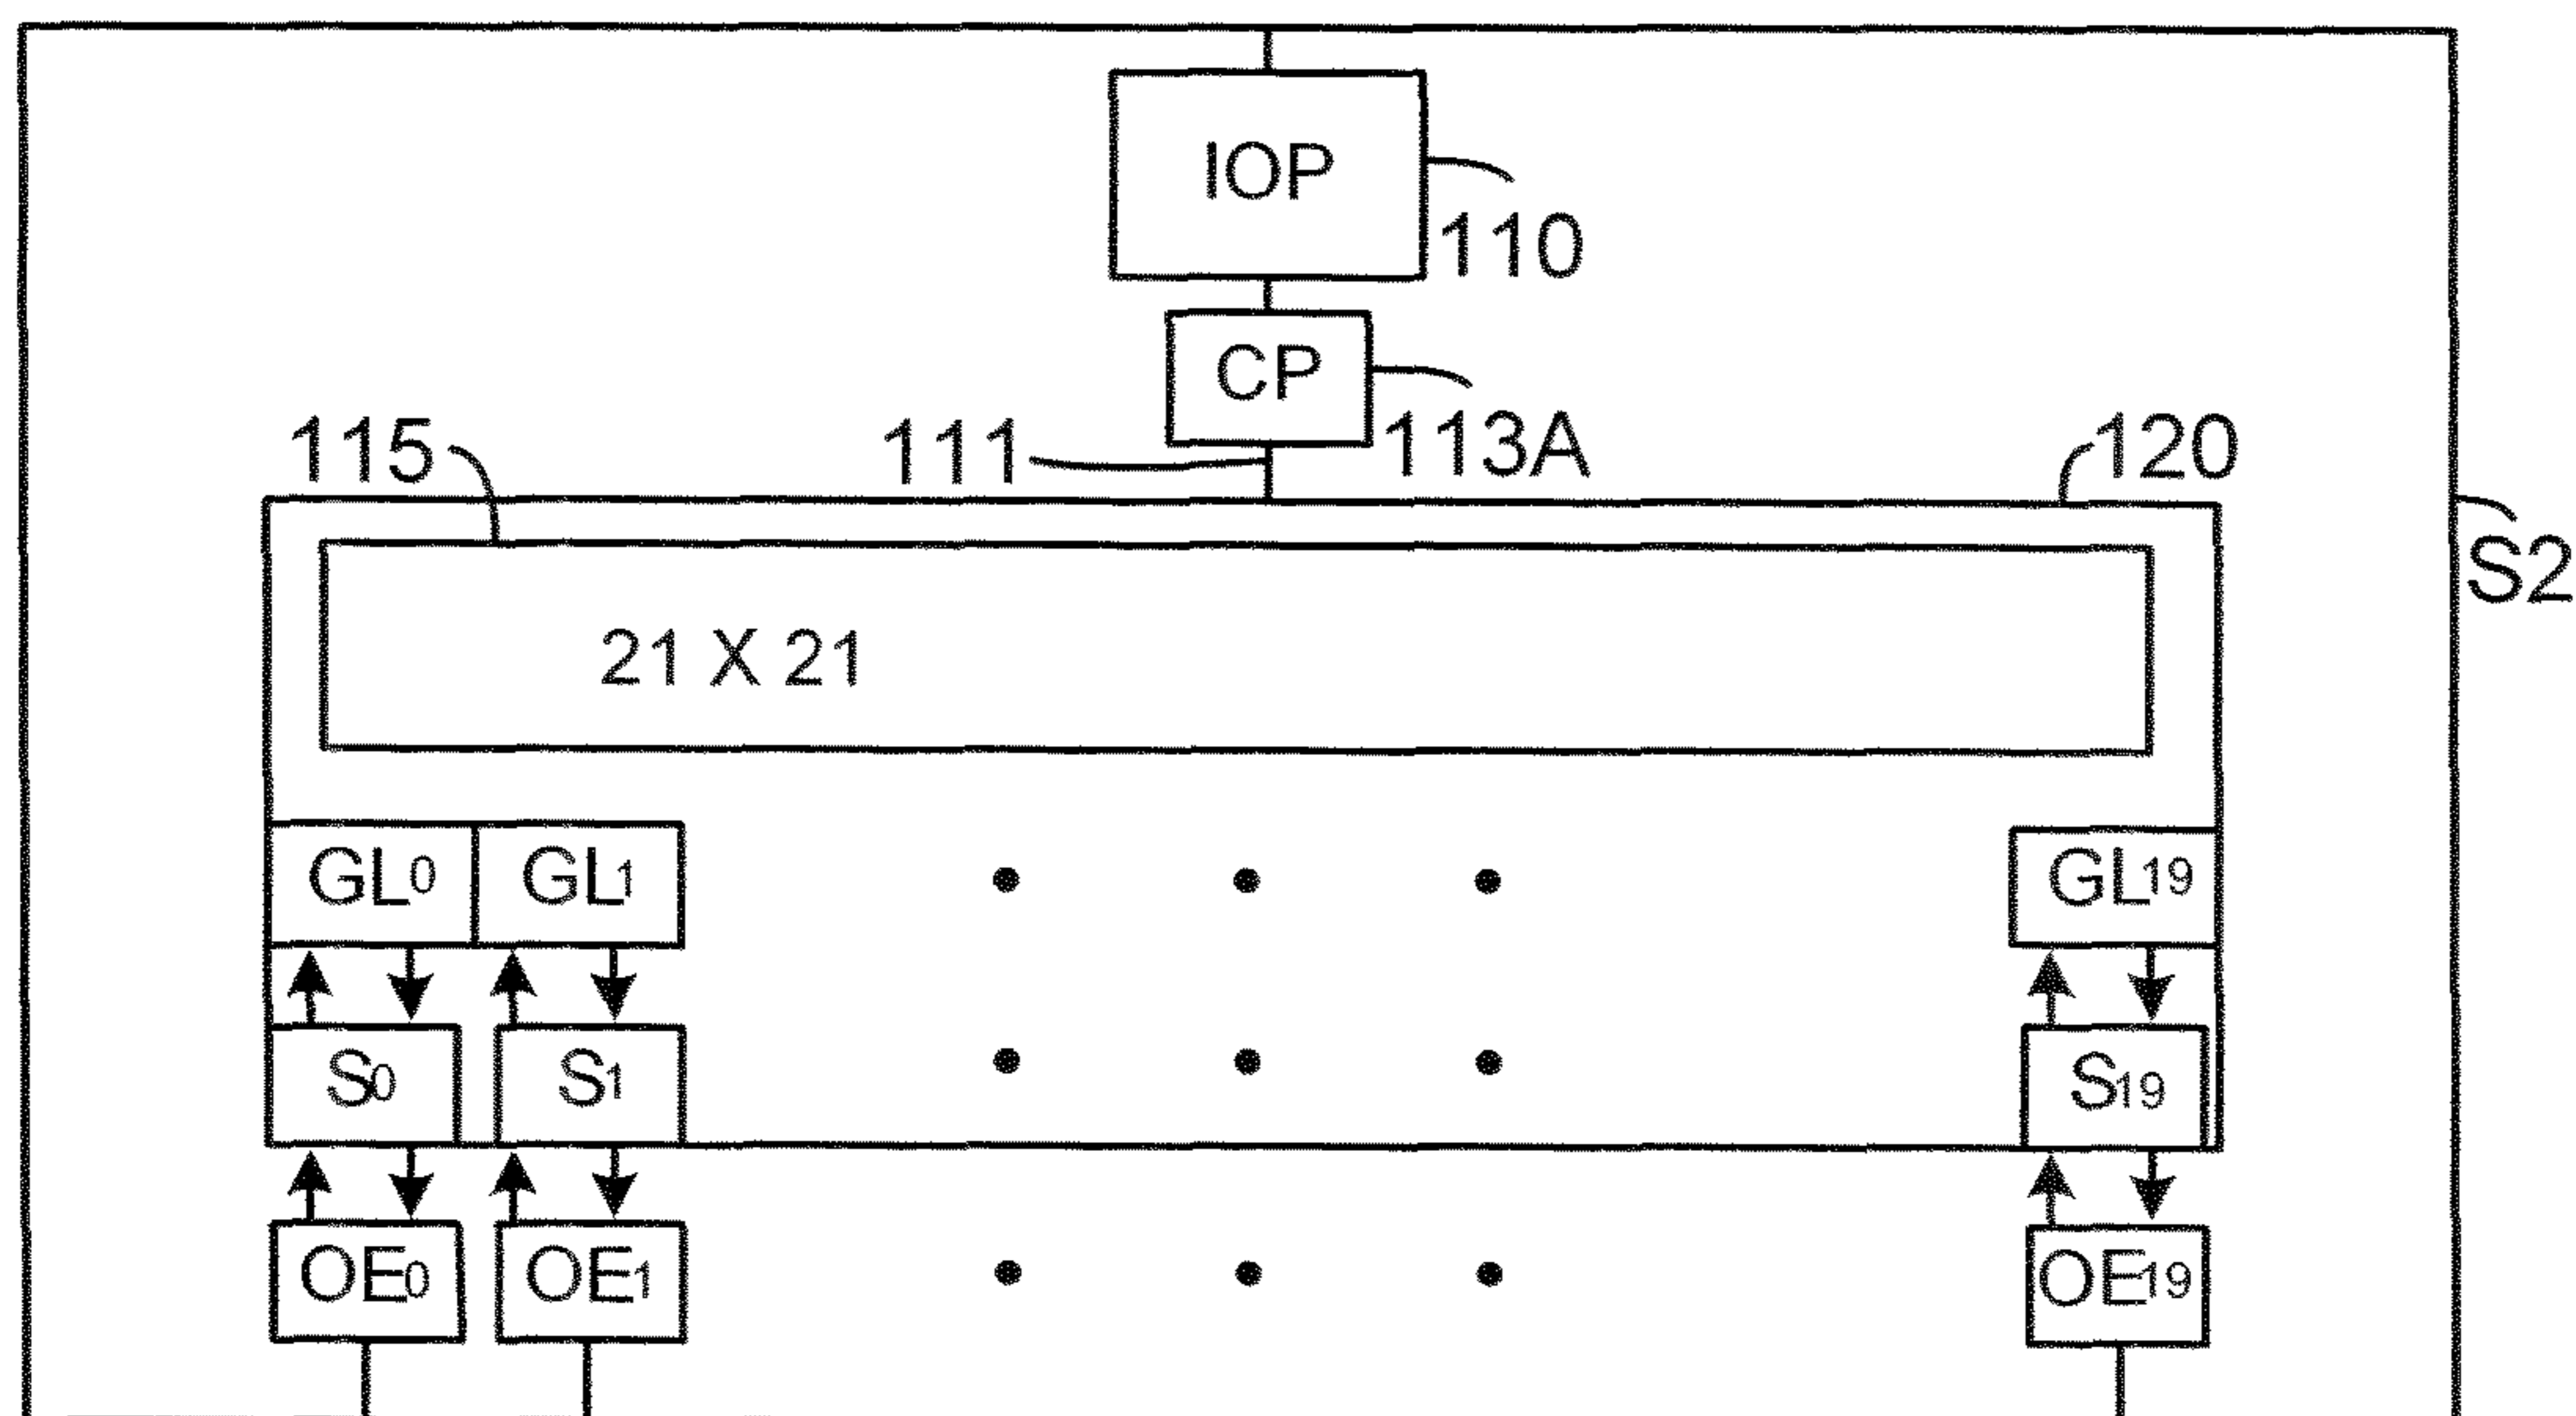 IOP
110
CP
113A
111
115
120
S2
21 X 21
GL0 GL1 GL19
S0 S1 S19
OE0 OE1 OE19